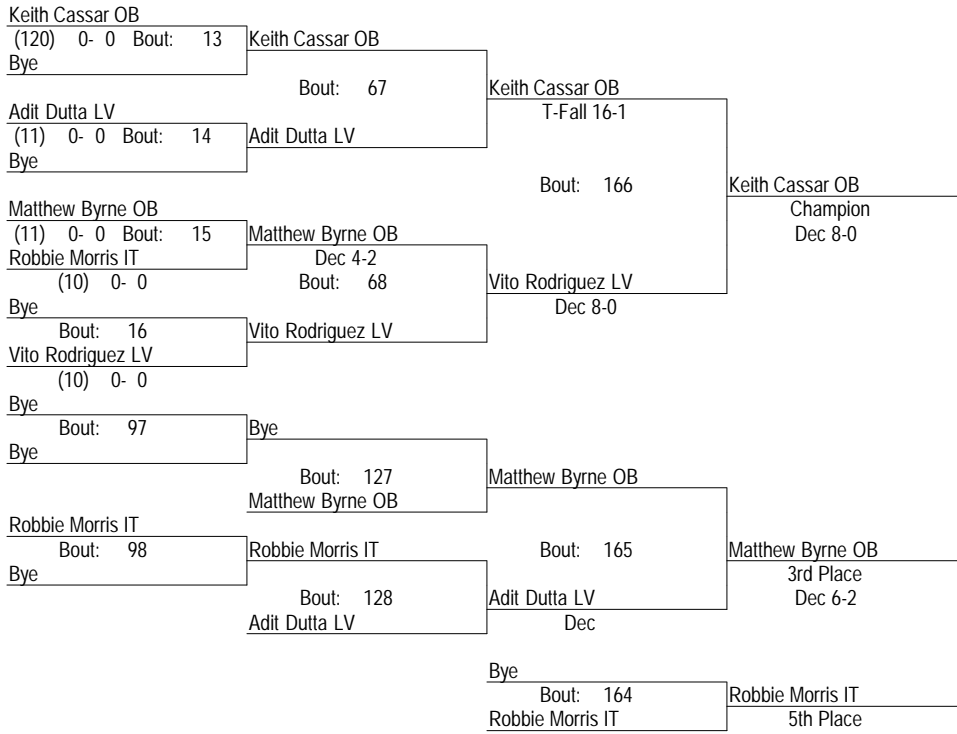 Keith Cassar OB
(120) 0- 0 Bout: 13
Keith Cassar OB
Bye
Bout: 67
Keith Cassar OB
Adit Dutta LV
T-Fall 16-1
(11) 0- 0 Bout: 14
Adit Dutta LV
Bye
Bout: 166
Keith Cassar OB
Matthew Byrne OB
Champion
(11) 0- 0 Bout: 15
Matthew Byrne OB
Dec 8-0
Robbie Morris IT
Dec 4-2
(10) 0- 0
Bout: 68
Vito Rodriguez LV
Bye
Dec 8-0
Bout: 16
Vito Rodriguez LV
Vito Rodriguez LV
(10) 0- 0
Bye
Bout: 97
Bye
Bye
Bout: 127
Matthew Byrne OB
Matthew Byrne OB
Robbie Morris IT
Bout: 98
Robbie Morris IT
Bout: 165
Matthew Byrne OB
Bye
3rd Place
Bout: 128
Adit Dutta LV
Dec 6-2
Adit Dutta LV
Dec
Bye
Bout: 164
Robbie Morris IT
Robbie Morris IT
5th Place